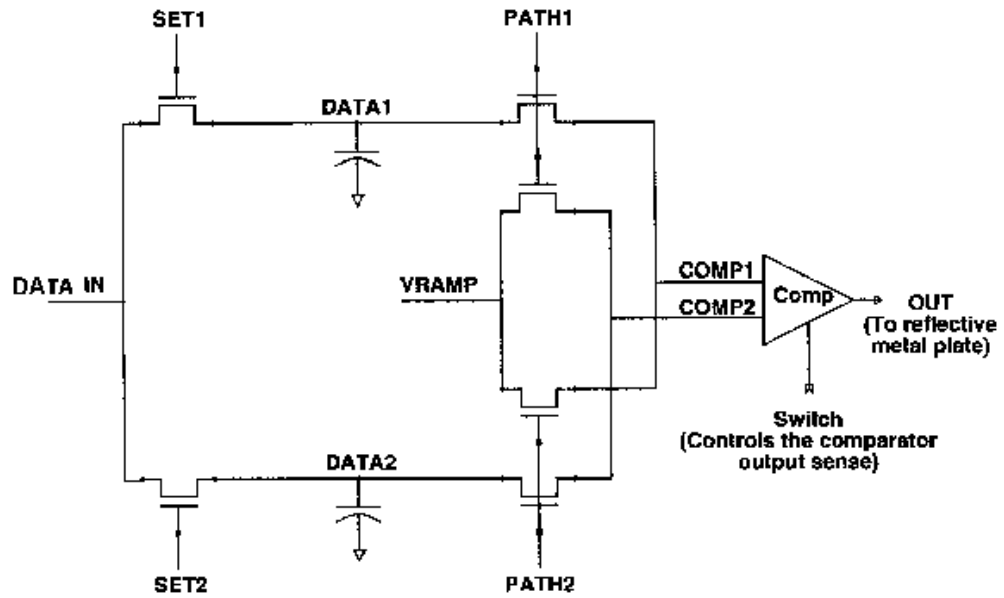 SET1
PATH1
DATA1
DATA IN
VRAMP
COMP1
COMP2
Comp
OUT
(To reflective
metal plate)
Switch
(Controls the comparator
output sense)
DATA2
SET2
PATH2